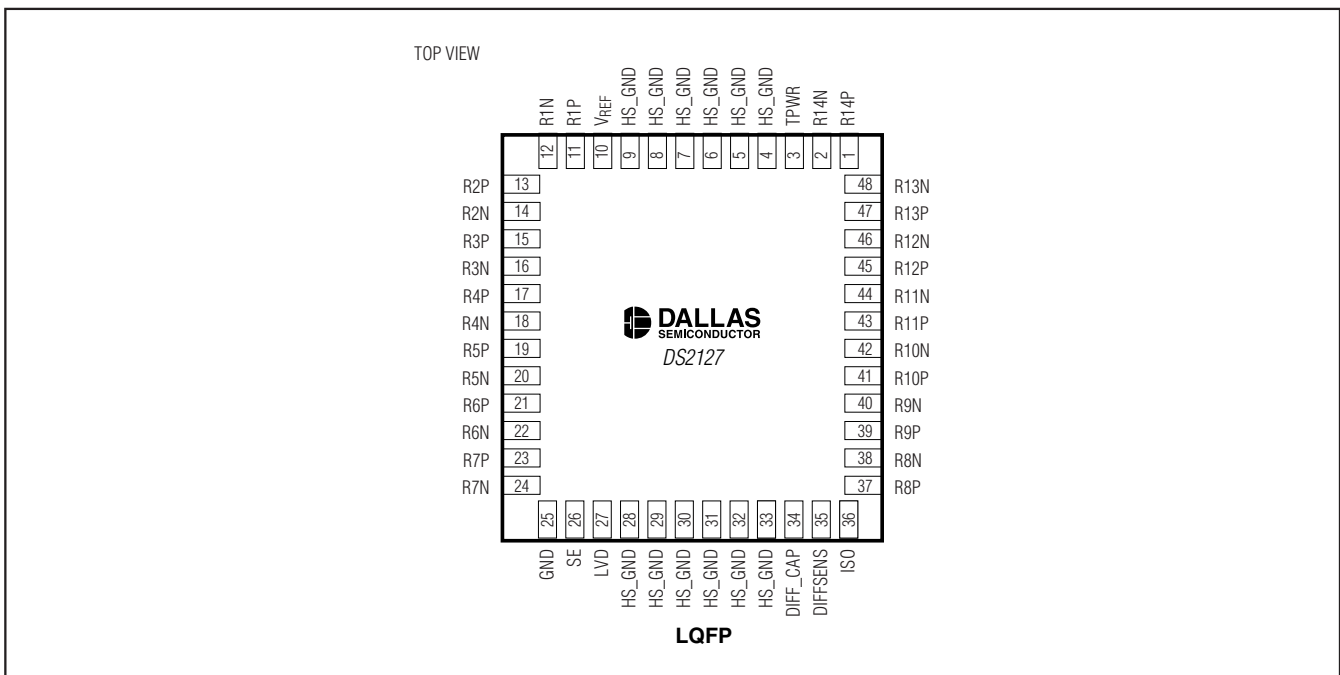 TOP VIEW
R1N
R1P
VREF
HS_GND
HS_GND
HS_GND
HS_GND
HS_GND
HS_GND
TPWR
R14N
R14P
12
11
10
9
8
7
6
5
4
3
2
1
R2P 13
R2N 14
R3P 15
R3N 16
R4P 17
R4N 18
R5P 19
R5N 20
R6P 21
R6N 22
R7P 23
R7N 24
DALLAS
SEMICONDUCTOR
DS2127
48 R13N
47 R13P
46 R12N
45 R12P
44 R11N
43 R11P
42 R10N
41 R10P
40 R9N
39 R9P
38 R8N
37 R8P
25
26
27
28
29
30
31
32
33
34
35
36
GND
SE
LVD
HS_GND
HS_GND
HS_GND
HS_GND
HS_GND
HS_GND
DIFF_CAP
DIFFSENS
ISO
LQFP